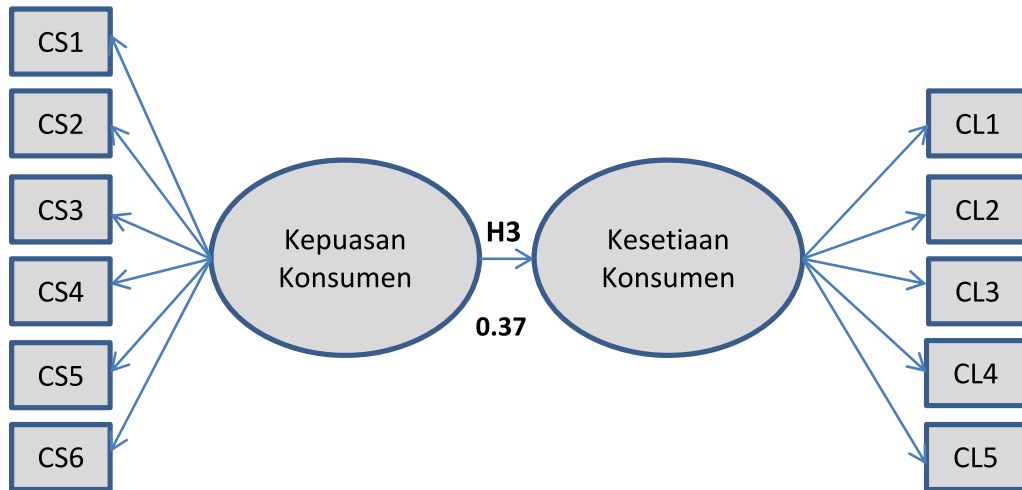 CS1
CS2
CS3
CS4
CS5
CS6
Kepuasan
Konsumen
H3
0.37
Kesetiaan
Konsumen
CL1
CL2
CL3
CL4
CL5